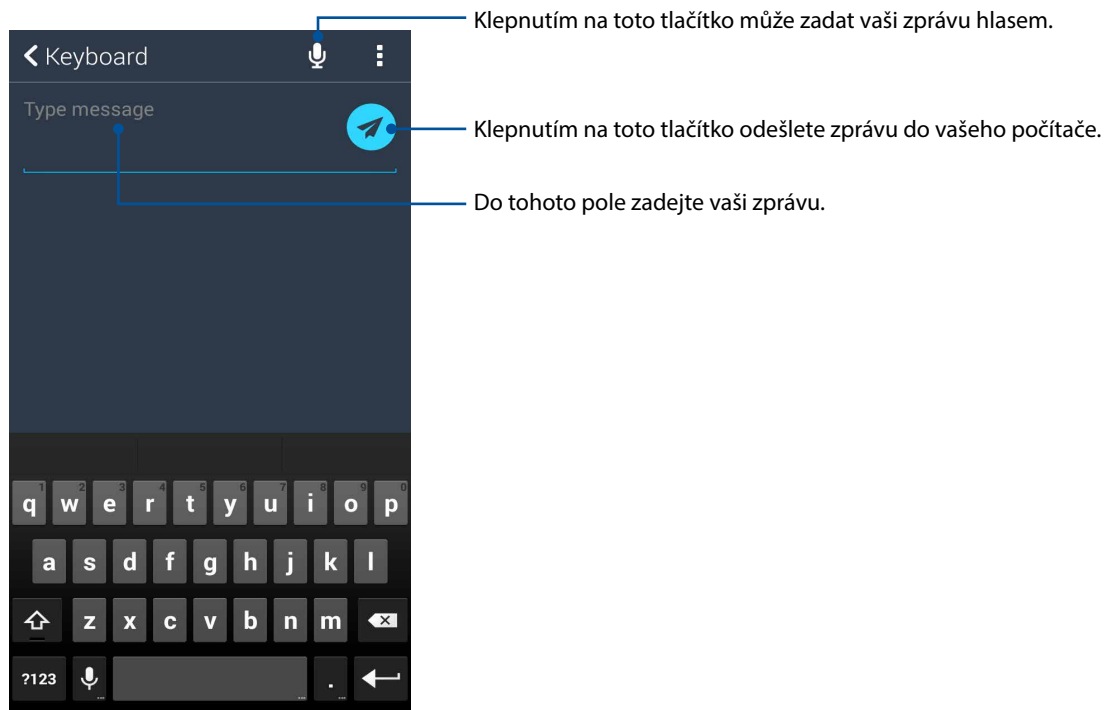 Klepnutím na toto tlačítko může zadat vaši zprávu hlasem.
Keyboard
Type message
Klepnutím na toto tlačítko odešlete zprávu do vašeho počítače.
Do tohoto pole zadejte vaši zprávu.
1 2 3 4 5 6 7 8 9 0
q w e r t y u i o p
a s d f g h j k l
z x c v b n m
?123 .